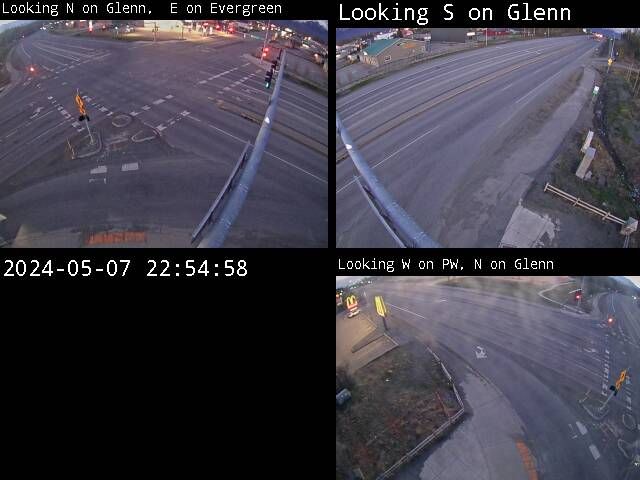 Looking N on Glenn, E on Evergreen
Looking S on Glenn
2024-05-07 22:54:58
Looking W on PW, N on Glenn